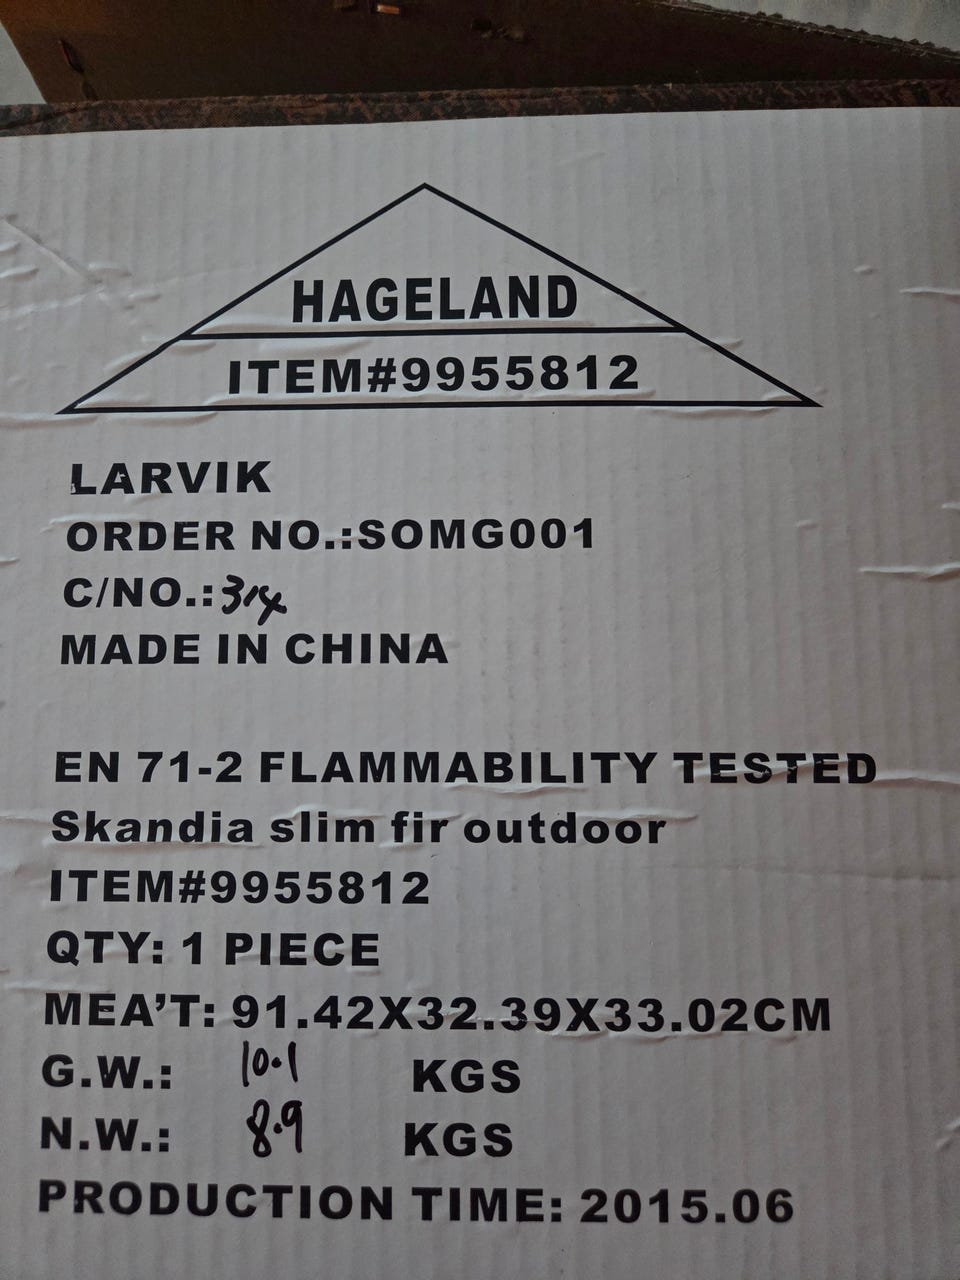 HAGELAND
ITEM#9955812
LARVIK
ORDER NO.:SOMG001
C/NO.:314
MADE IN CHINA
EN 71-2 FLAMMABILITY TESTED
Skandia slim fir outdoor
ITEM#9955812
QTY: 1 PIECE
MEA'T: 91.42X32.39X33.02CM
G.W.: 10.1 KGS
N.W.: 8.9 KGS
PRODUCTION TIME: 2015.06